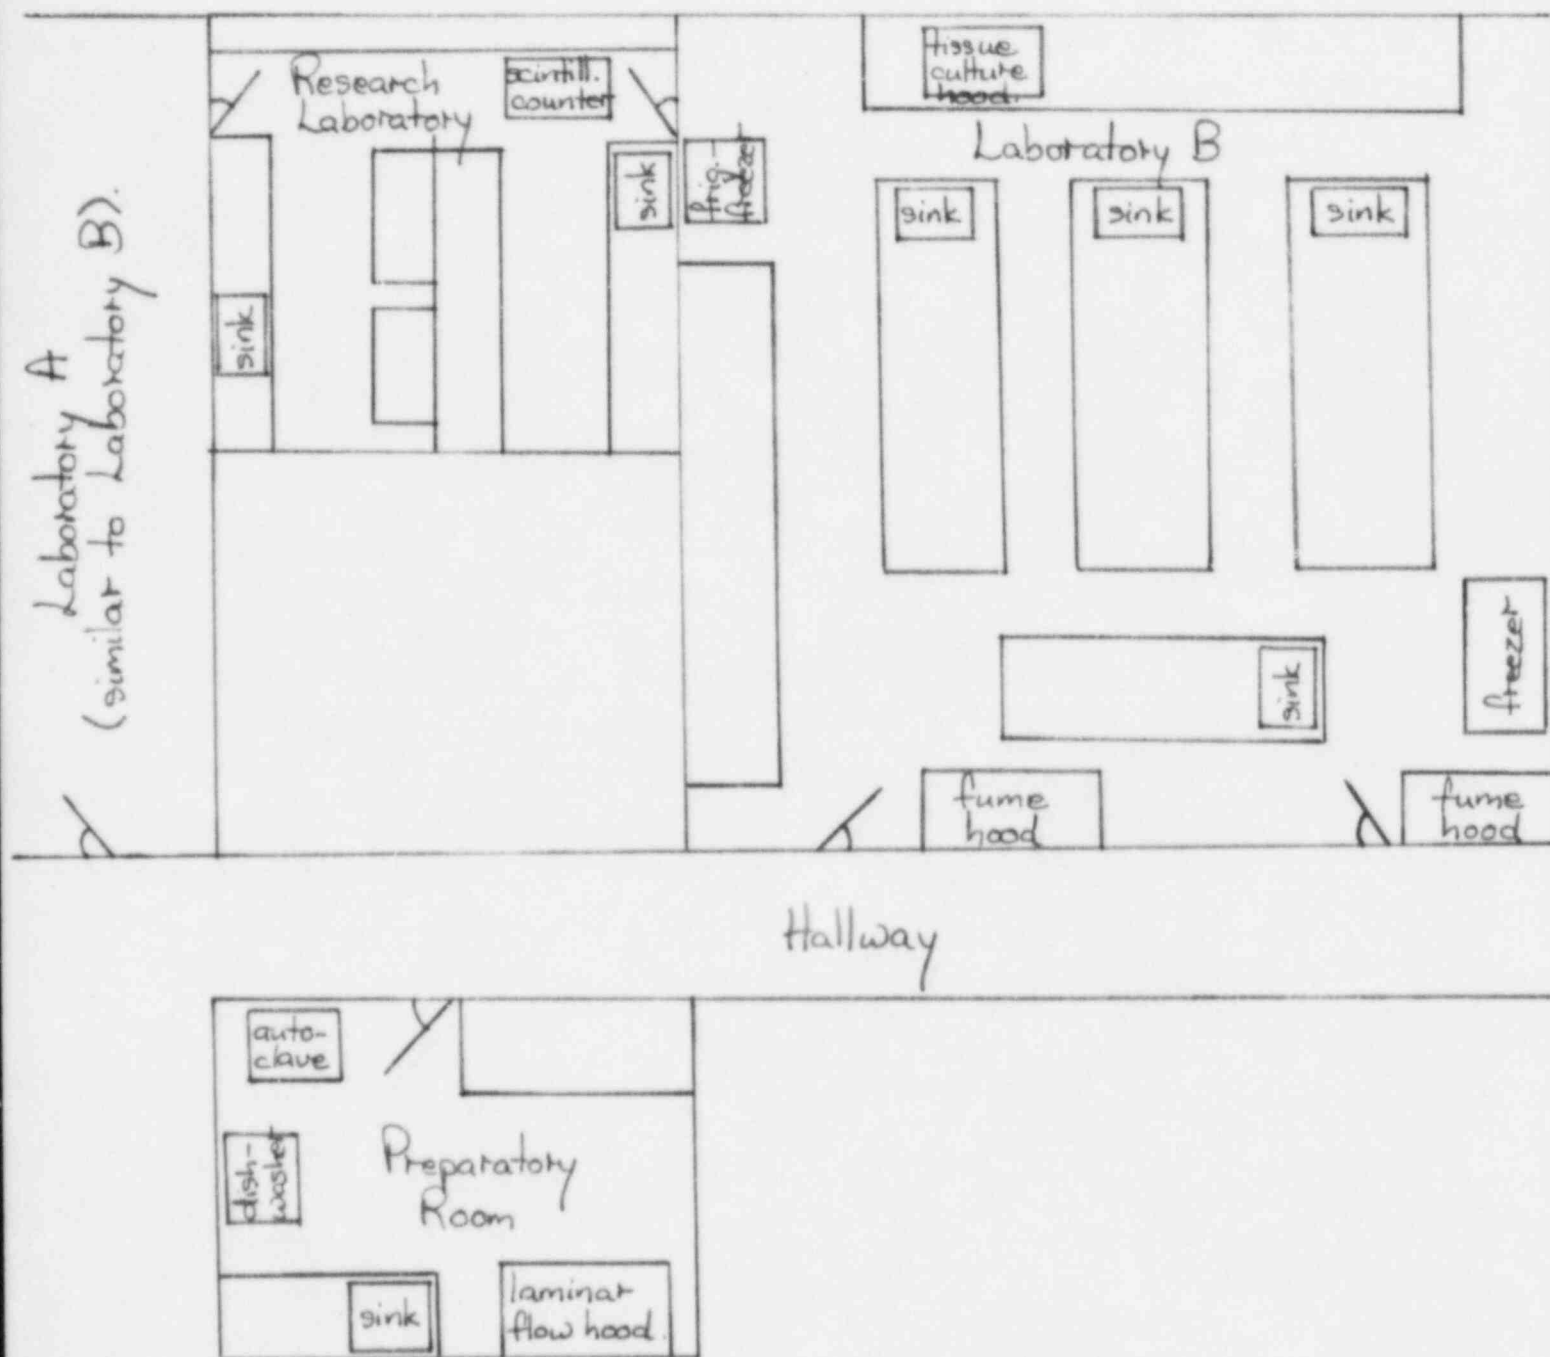 Research
Laboratory
scintill.
counter
sink
sink
Laboratory A
(similar to Laboratory B).
frig.-
freezer
tissue
culture
hood.
Laboratory B
sink
sink
sink
sink
freezer
fume
hood
fume
hood
Hallway
auto-
clave
dish-
washer
Preparatory
Room
sink
laminar
flow hood.